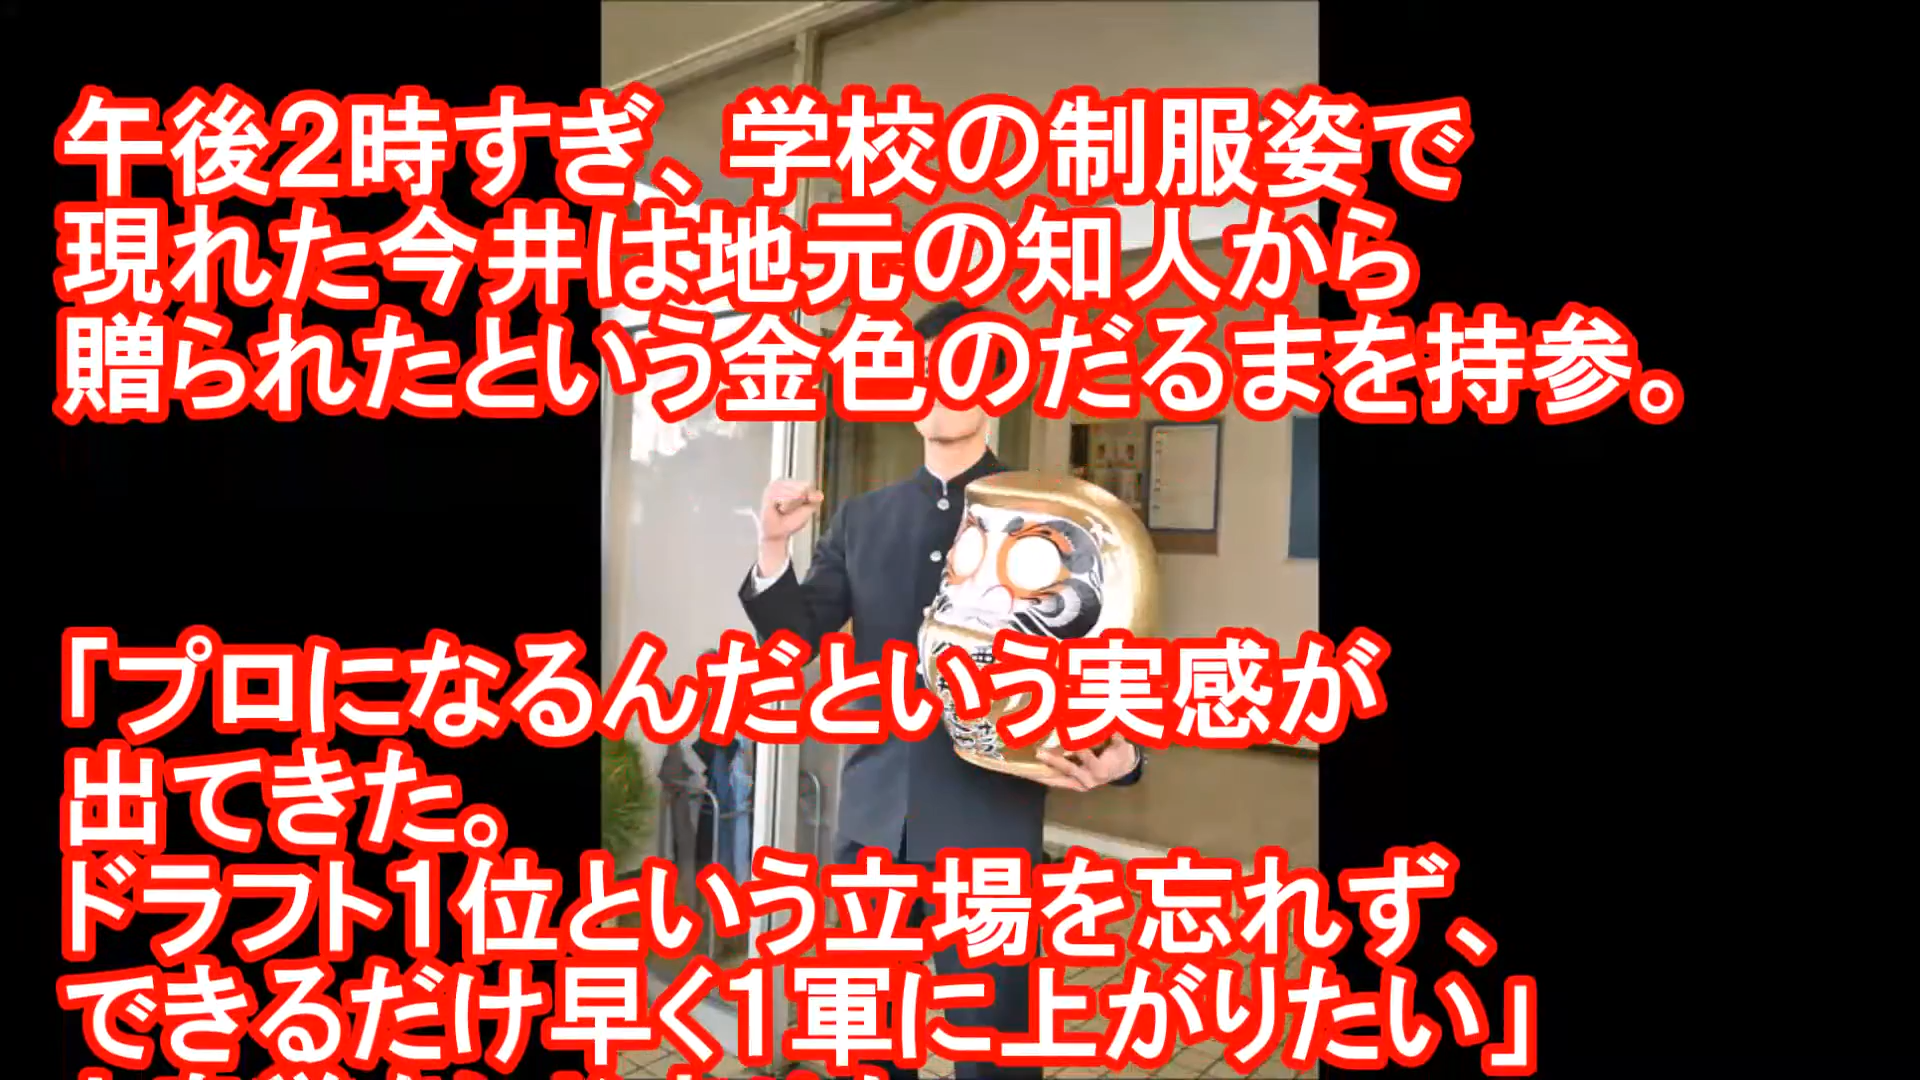 午後２時すぎ、学校の制服姿で
現れた今井は地元の知人から
贈られたという金色のだるまを持参。
「プロになるんだという実感が
出てきた。
ドラフト１位という立場を忘れず、
できるだけ早く１軍に上がりたい」